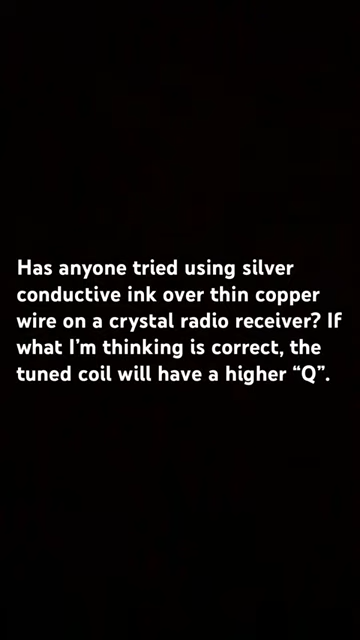 Has anyone tried using silver
conductive ink over thin copper
wire on a crystal radio receiver? If
what I’m thinking is correct, the
tuned coil will have a higher “Q”.